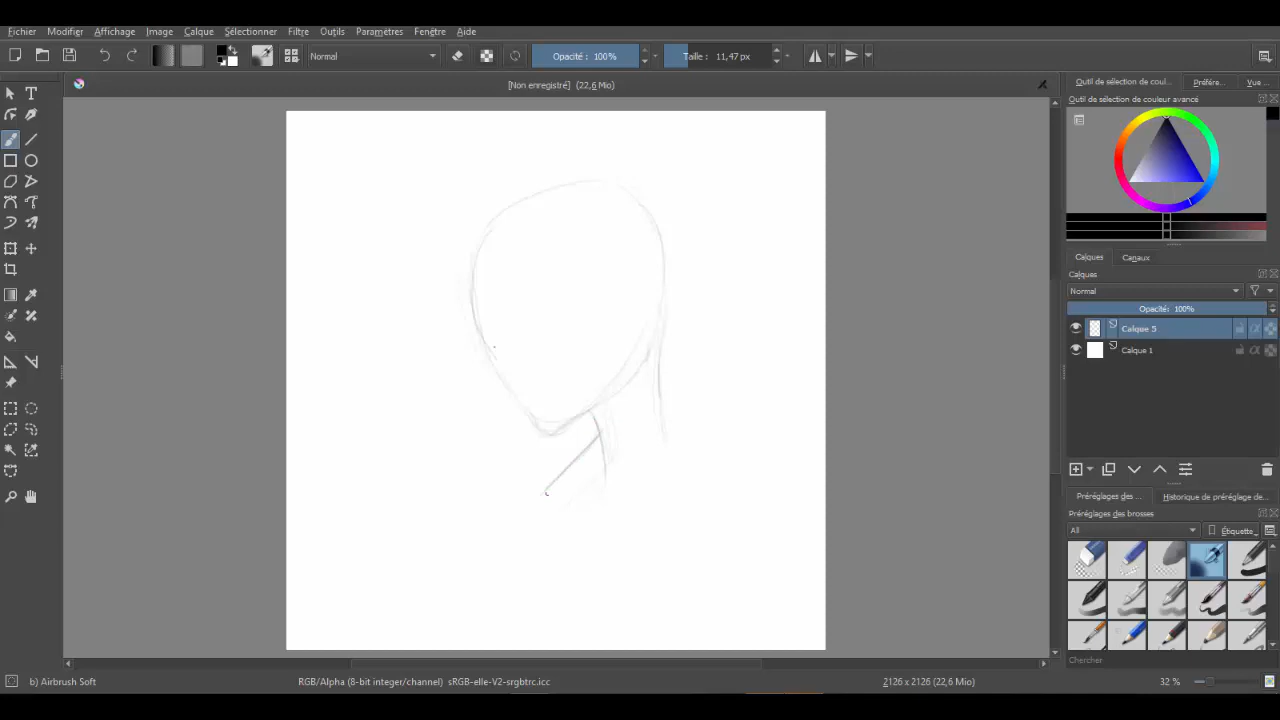 Fichier Modifier Affichage Image Calque Sélectionner Filtre Outils Paramètres Fenêtre Aide
Normal Opacité : 100% Taille : 11,47 px
[Non enregistré] (22,6 Mio)
Outil de sélection de coul... Préfére... Vue ...
Outil de sélection de couleur avancé
Calques Canaux
Calques
Normal
Opacité: 100%
Calque 5
Calque 1
Préréglages des ... Historique de préréglage de...
Préréglages des brosses
All Étiquette
Chercher
b) Airbrush Soft RGB/Alpha (8-bit integer/channel) sRGB-elle-V2-srgbtrc.icc 2126 x 2126 (22,6 Mio) 32 %